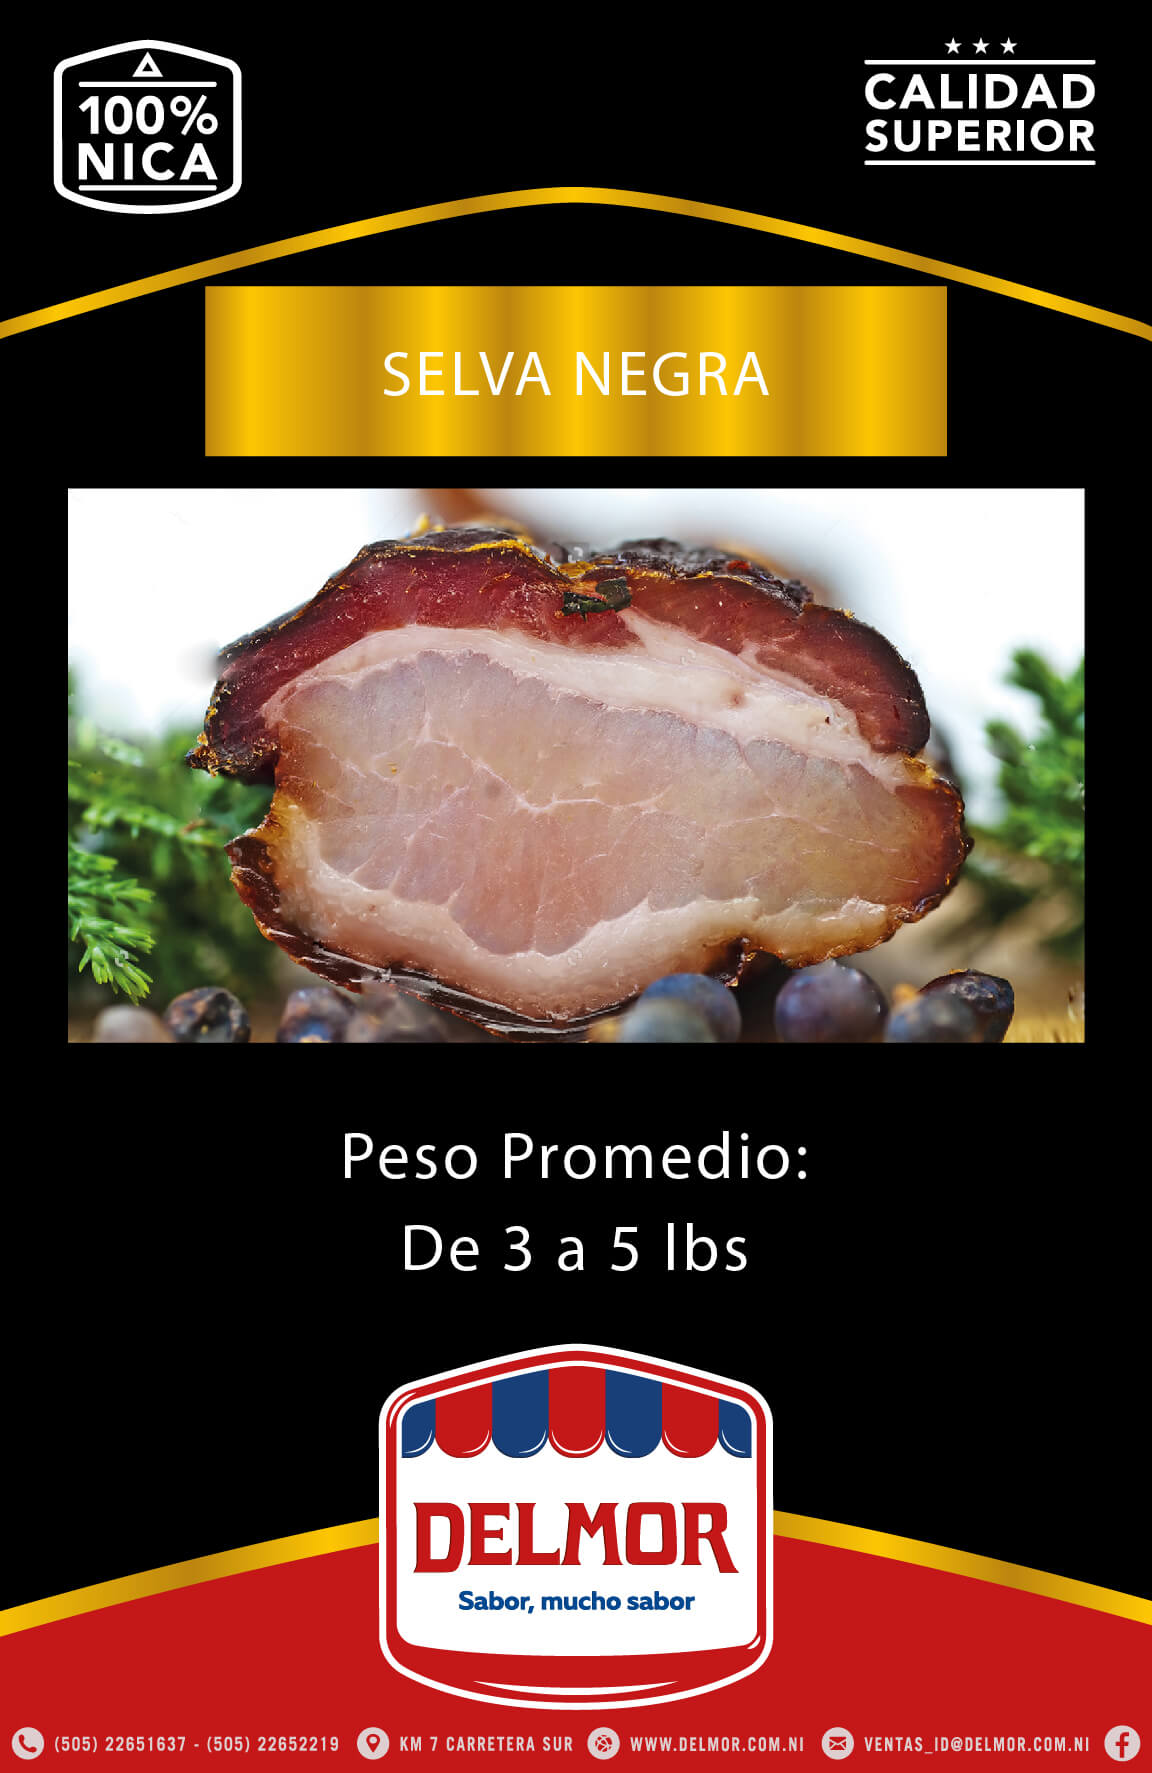 100%
NICA
CALIDAD
SUPERIOR
SELVA NEGRA
Peso Promedio:
De 3 a 5 lbs
DELMOR
Sabor, mucho sabor
(505) 22651637 - (505) 22652219 KM 7 CARRETERA SUR WWW.DELMOR.COM.NI VENTAS_ID@DELMOR.COM.NI